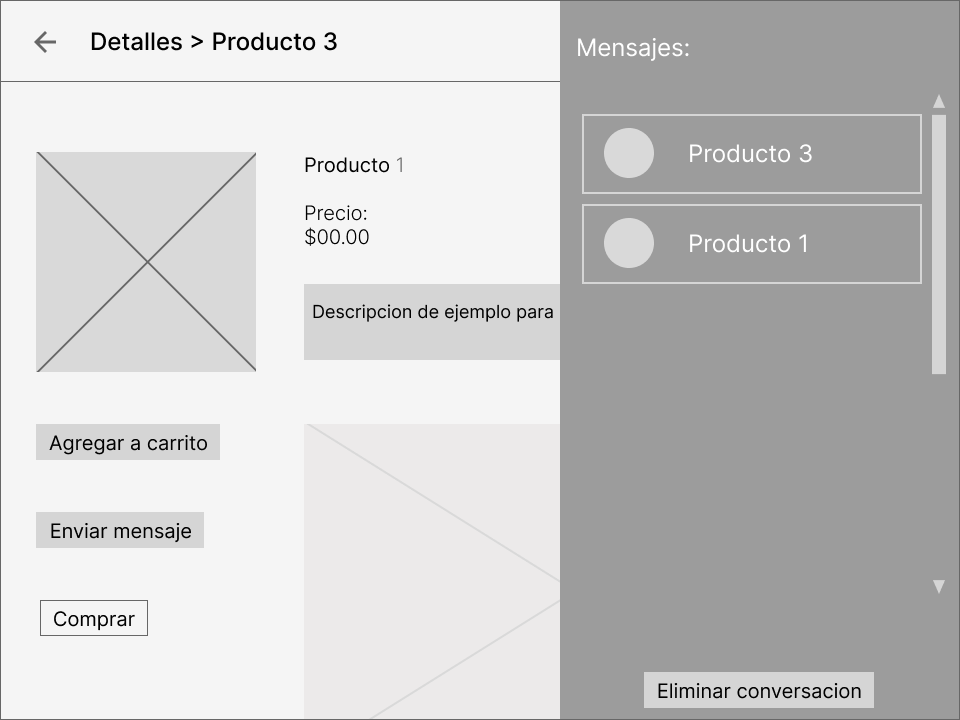 Detalles > Producto 3
Producto 1
Precio:
$00.00
Descripcion de ejemplo para
Agregar a carrito
Enviar mensaje
Comprar
Mensajes:
Producto 3
Producto 1
Eliminar conversacion